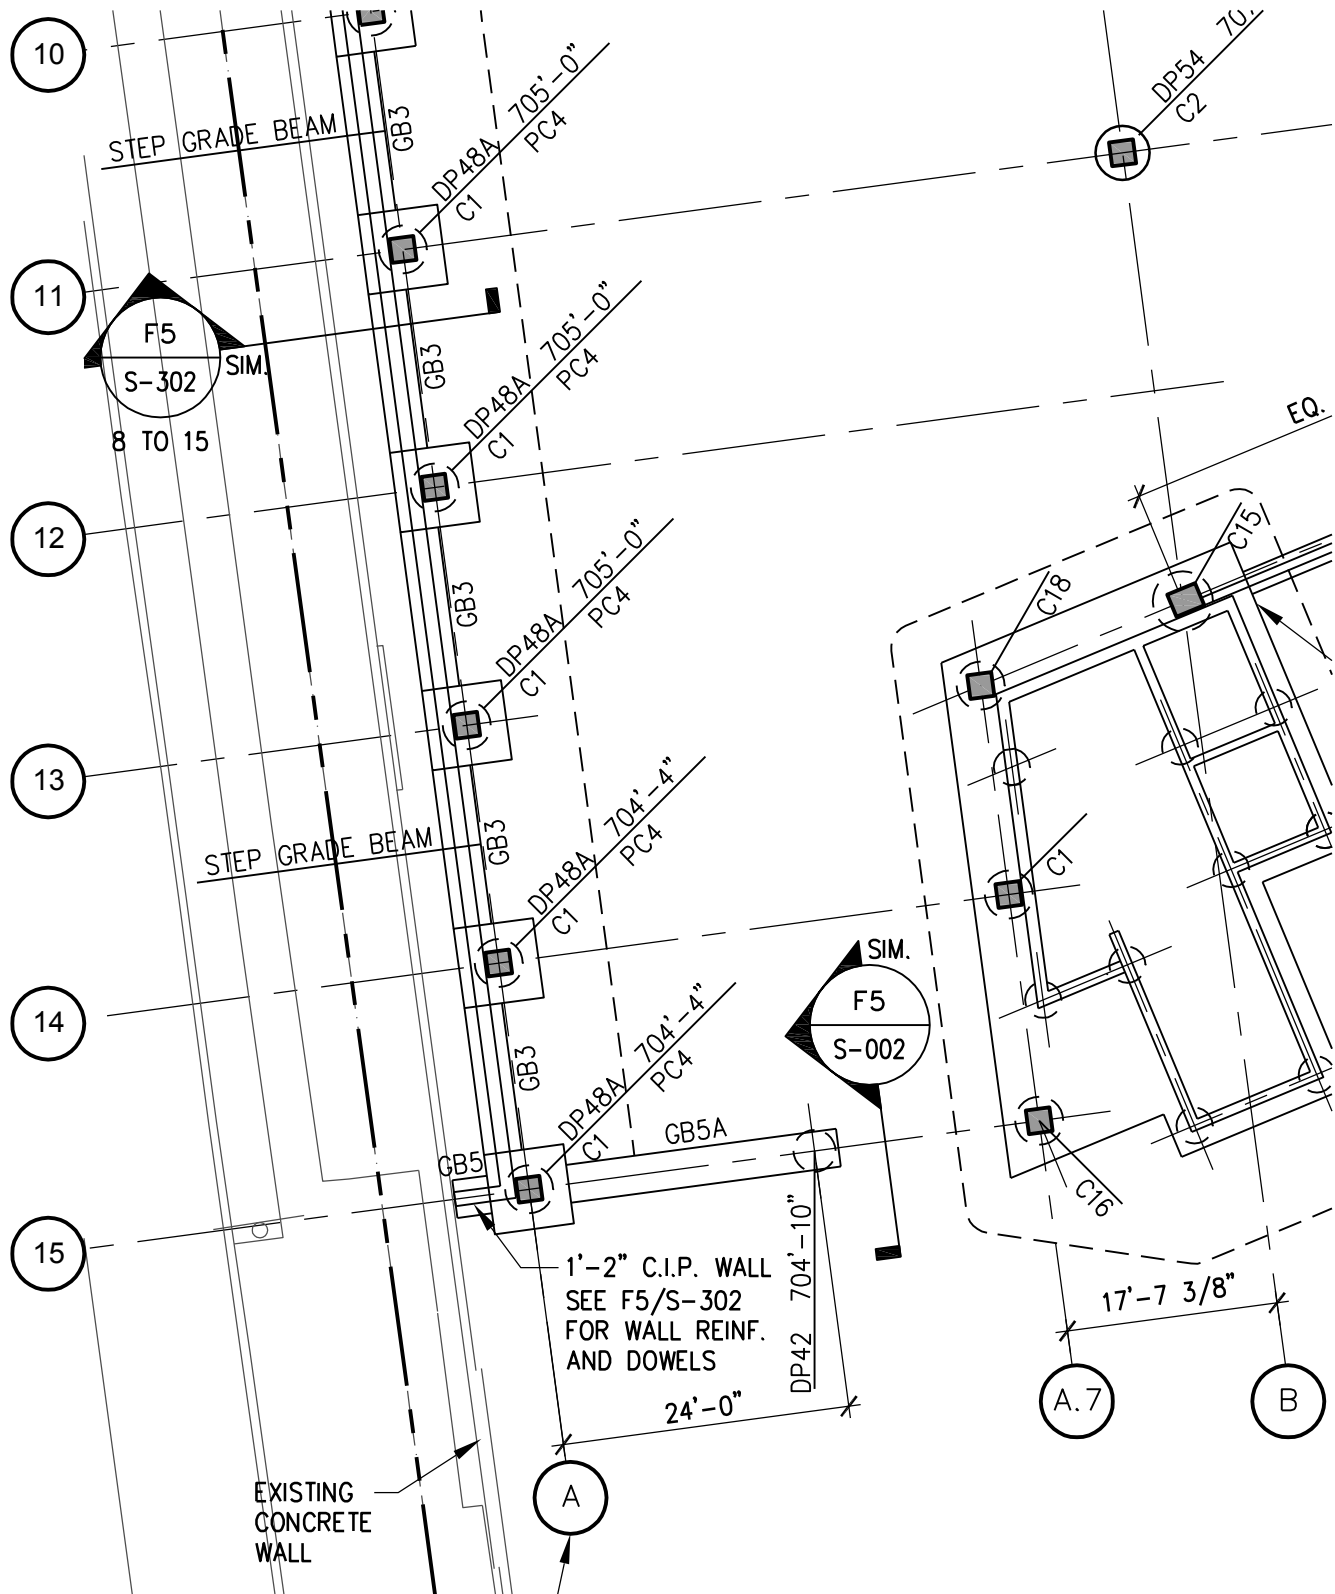 10
STEP GRADE BEAM
GB3
DP48A 705'-0"
C1 PC4
DP54
C2
11
F5
S-302
SIM.
8 TO 15
GB3
DP48A 705'-0"
C1 PC4
EQ.
12
GB3
DP48A 705'-0"
C1 PC4
C15
C18
13
STEP GRADE BEAM
GB3
DP48A 704'-4"
C1 PC4
C1
14
SIM.
F5
S-002
GB3
DP48A 704'-4"
C1 PC4
GB5A
GB5
C16
15
1'-2" C.I.P. WALL
SEE F5/S-302
FOR WALL REINF.
AND DOWELS
DP42 704'-10"
17'-7 3/8"
24'-0"
A.7
B
A
EXISTING
CONCRETE
WALL